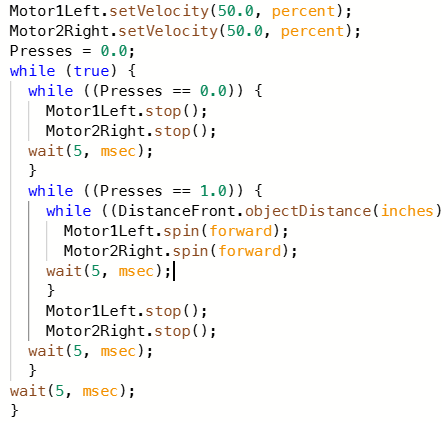 Motor1Left.setVelocity(50.0, percent);
Motor2Right.setVelocity(50.0, percent);
Presses = 0.0;
while (true) {
while ((Presses == 0.0)) {
Motor1Left.stop();
Motor2Right.stop();
wait(5, msec);
}
while ((Presses == 1.0)) {
while ((DistanceFront.objectDistance(inches)
Motor1Left.spin(forward);
Motor2Right.spin(forward);
wait(5, msec);
}
Motor1Left.stop();
Motor2Right.stop();
wait(5, msec);
}
wait(5, msec);
}